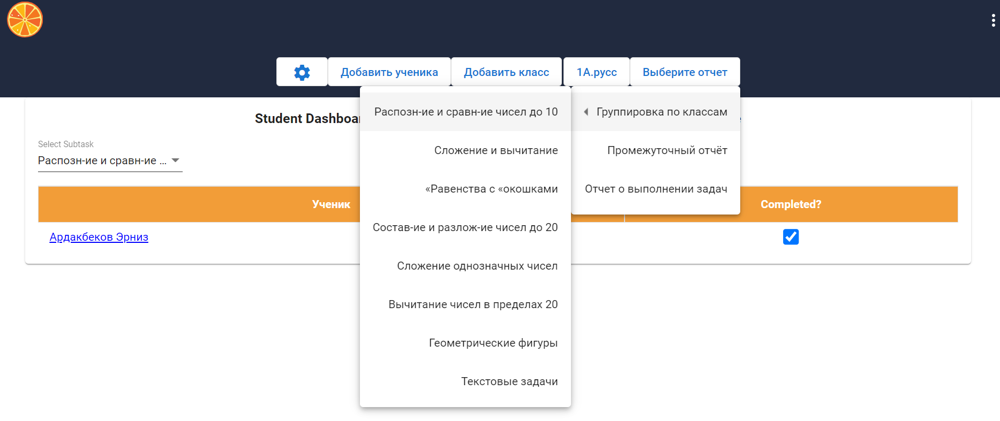 Добавить ученика
Добавить класс
1А.русс
Выберите отчет
Распозн-ие и сравн-ие чисел до 10
Сложение и вычитание
«Равенства с «окошками
Состав-ие и разлож-ие чисел до 20
Сложение однозначных чисел
Вычитание чисел в пределах 20
Геометрические фигуры
Текстовые задачи
Группировка по классам
Промежуточный отчёт
Отчет о выполнении задач
Student
Select Subtask
Распозн-ие и сравн-ие ...
Ученик
Completed?
Ардакбеков Эрниз